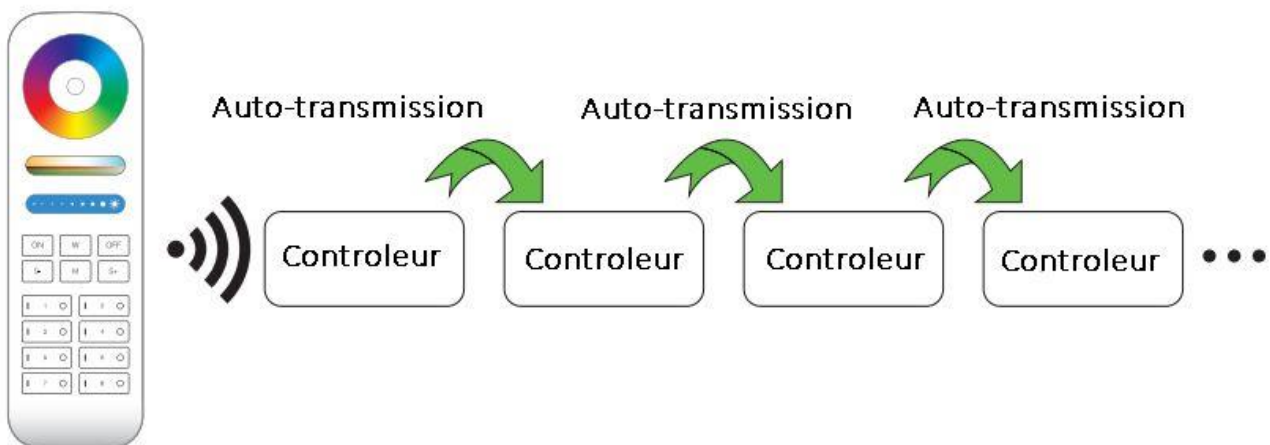 Auto-transmission Auto-transmission Auto-transmission
ON W OFF
S- M S+
Controleur Controleur Controleur Controleur